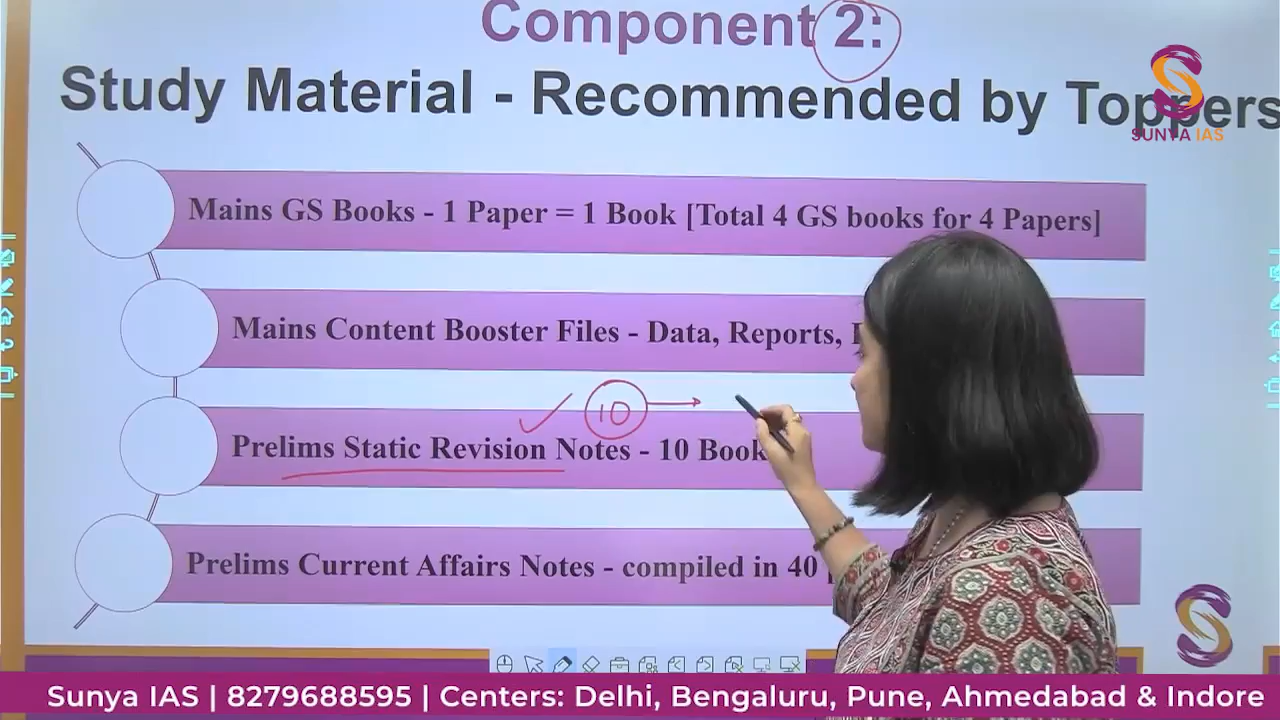 Component 2:
Study Material - Recommended by Toppers
SUNYA IAS
Mains GS Books - 1 Paper = 1 Book [Total 4 GS books for 4 Papers]
Mains Content Booster Files - Data, Reports,
10
Prelims Static Revision Notes - 10 Book
Prelims Current Affairs Notes - compiled in 40
Sunya IAS | 8279688595 | Centers: Delhi, Bengaluru, Pune, Ahmedabad & Indore